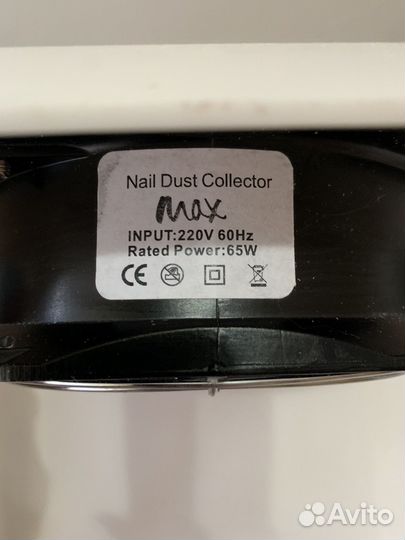 Nail Dust Collector
max
INPUT:220V 60Hz
Rated Power:65W
CE
Avito